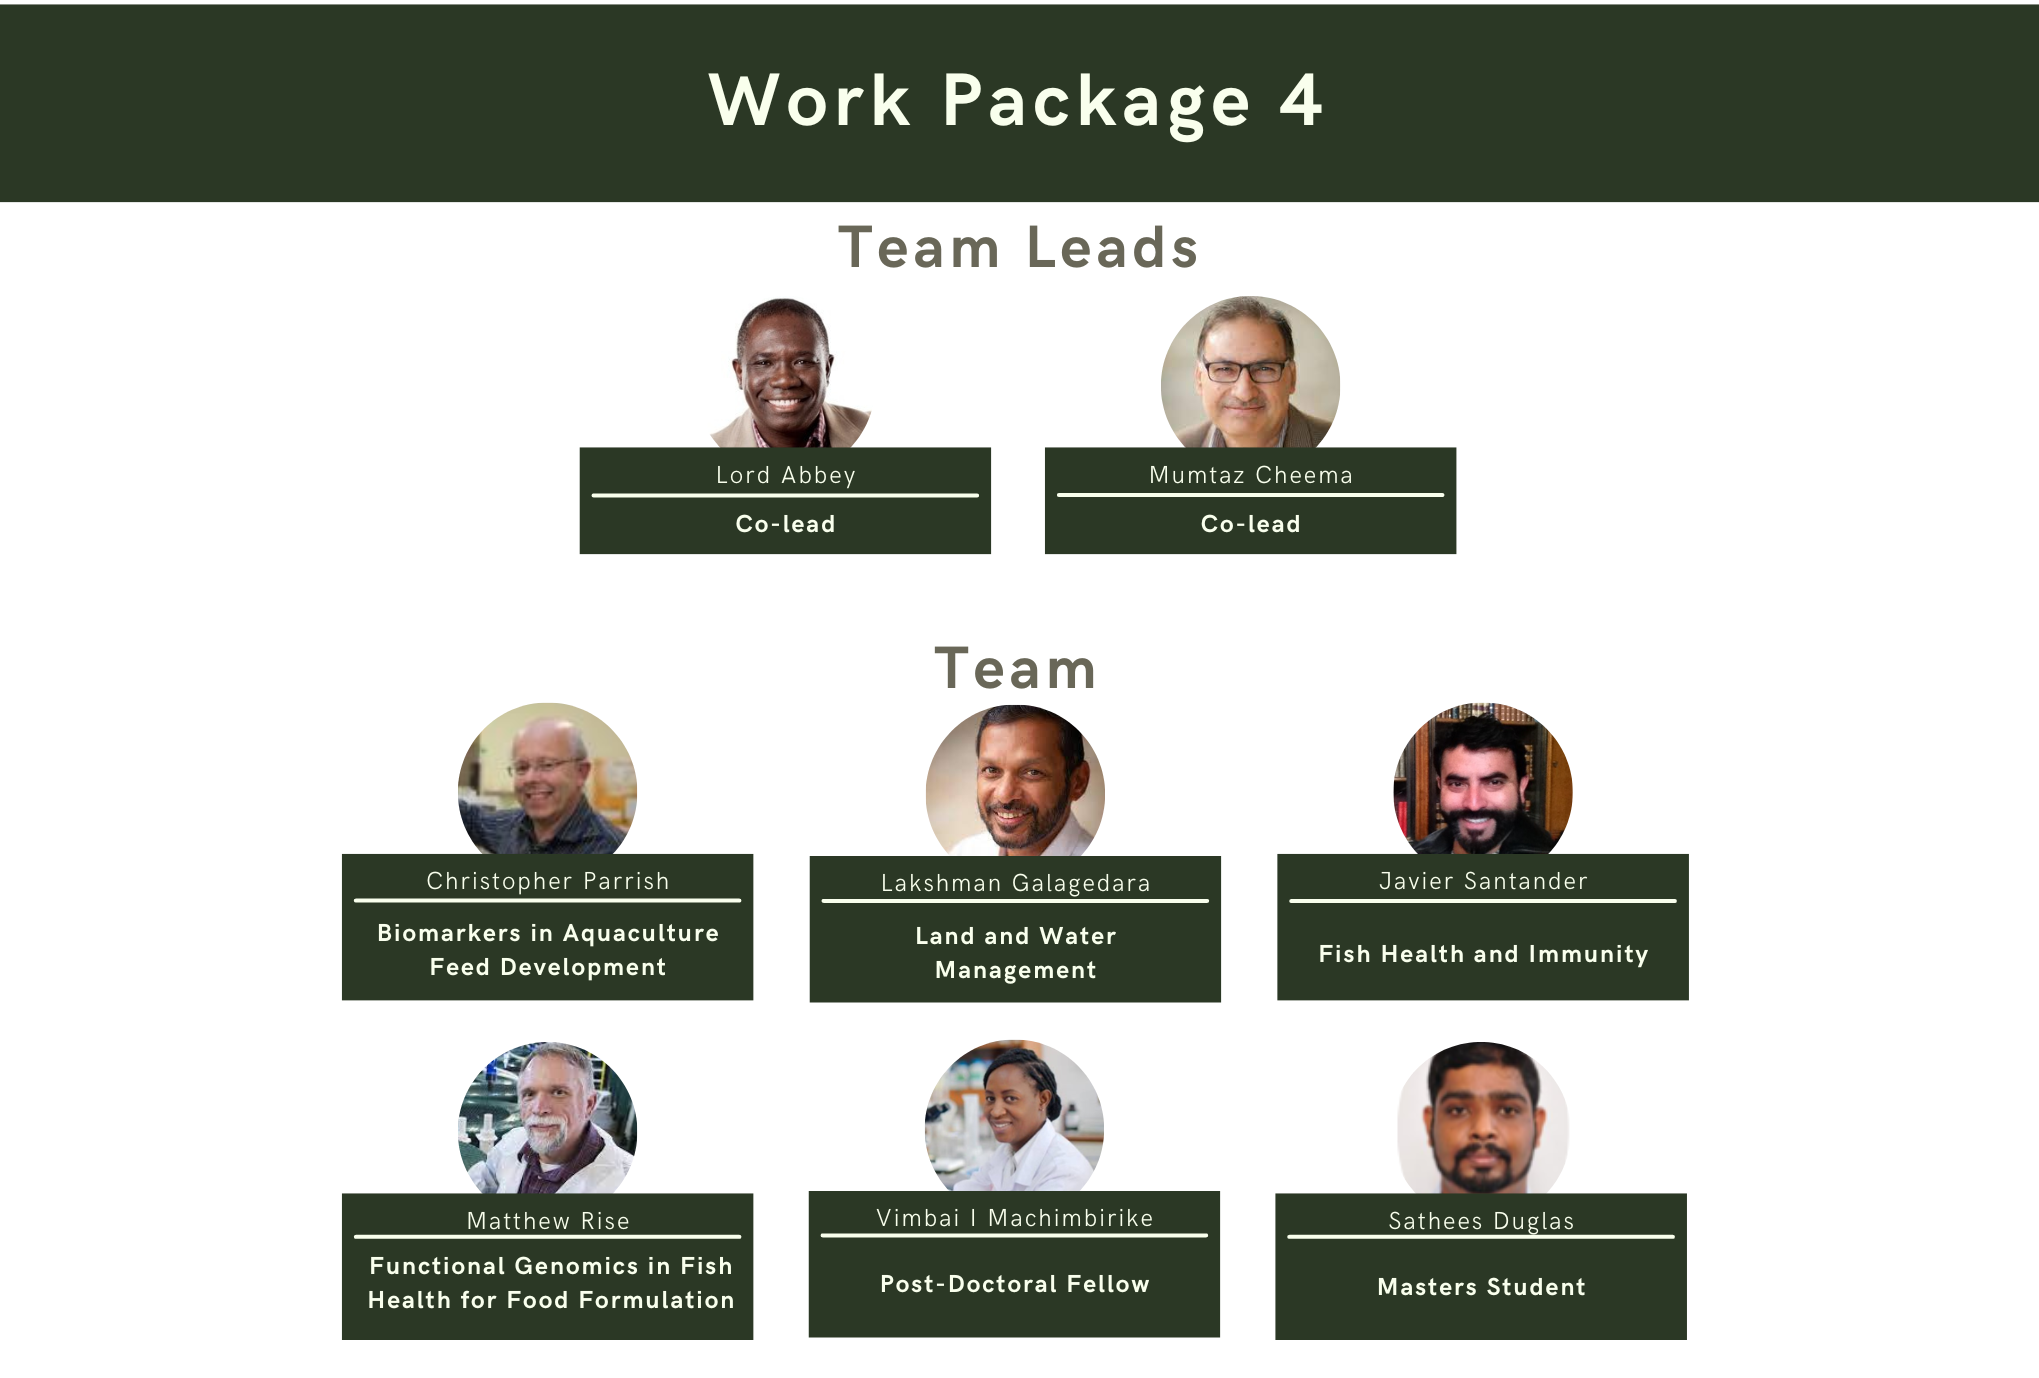 Work Package 4
Team Leads
Lord Abbey
Co-lead
Mumtaz Cheema
Co-lead
Team
Christopher Parrish
Biomarkers in Aquaculture
Feed Development
Lakshman Galagedara
Land and Water
Management
Javier Santander
Fish Health and Immunity
Matthew Rise
Functional Genomics in Fish
Health for Food Formulation
Vimbai I Machimbirike
Post-Doctoral Fellow
Sathees Duglas
Masters Student